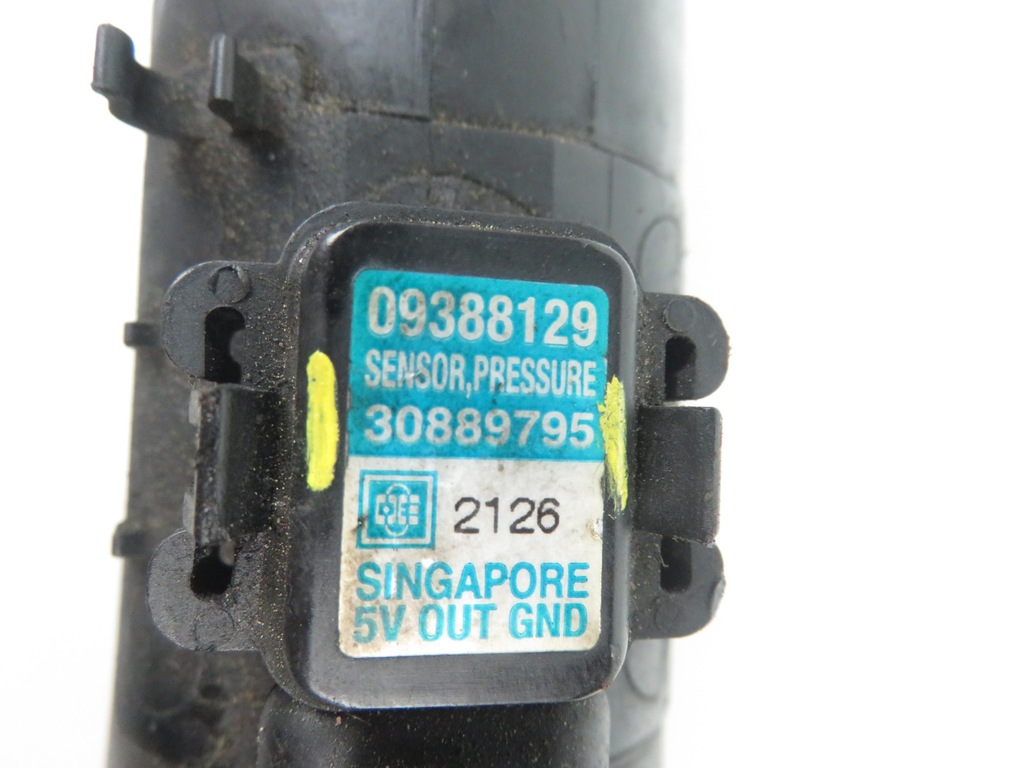 09388129
SENSOR,PRESSURE
30889795
2126
SINGAPORE
5V OUT GND